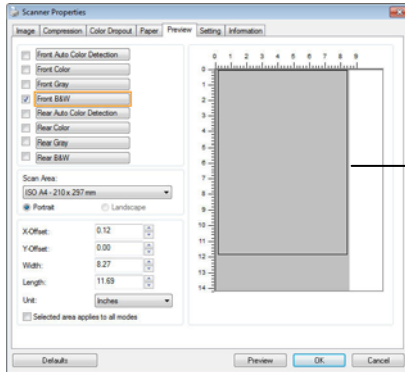 Scanner Properties
Image Compression Color Dropout Paper Preview Setting Information
Front Auto Color Detection
Front Color
Front Gray
Front B&W
Rear Auto Color Detection
Rear Color
Rear Gray
Rear B&W
Scan Area:
ISO A4 - 210 x 297 mm
Portrait Landscape
X-Offset: 0.12
Y-Offset: 0.00
Width: 8.27
Length: 11.69
Unit: Inches
Selected area applies to all modes
0 1 2 3 4 5 6 7 8 9
0
1
2
3
4
5
6
7
8
9
10
11
12
13
14
Defaults Preview OK Cancel